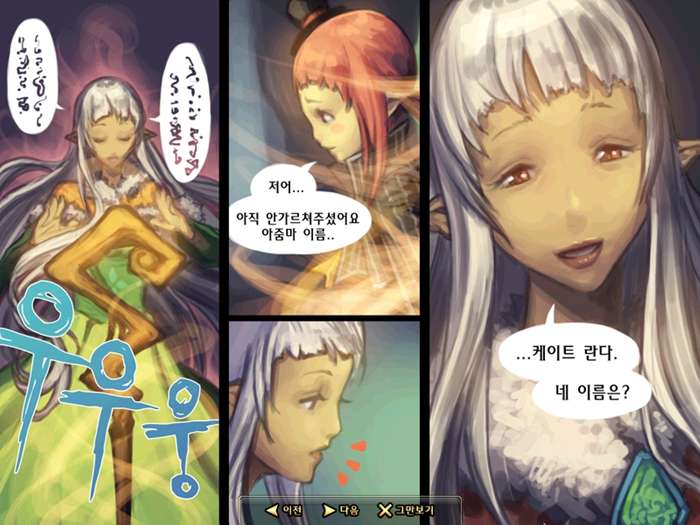 우우웅
저어...
아직 안가르쳐주셨어요
아줌마 이름..
...케이트 란다.
네 이름은?
이전
다음
그만보기